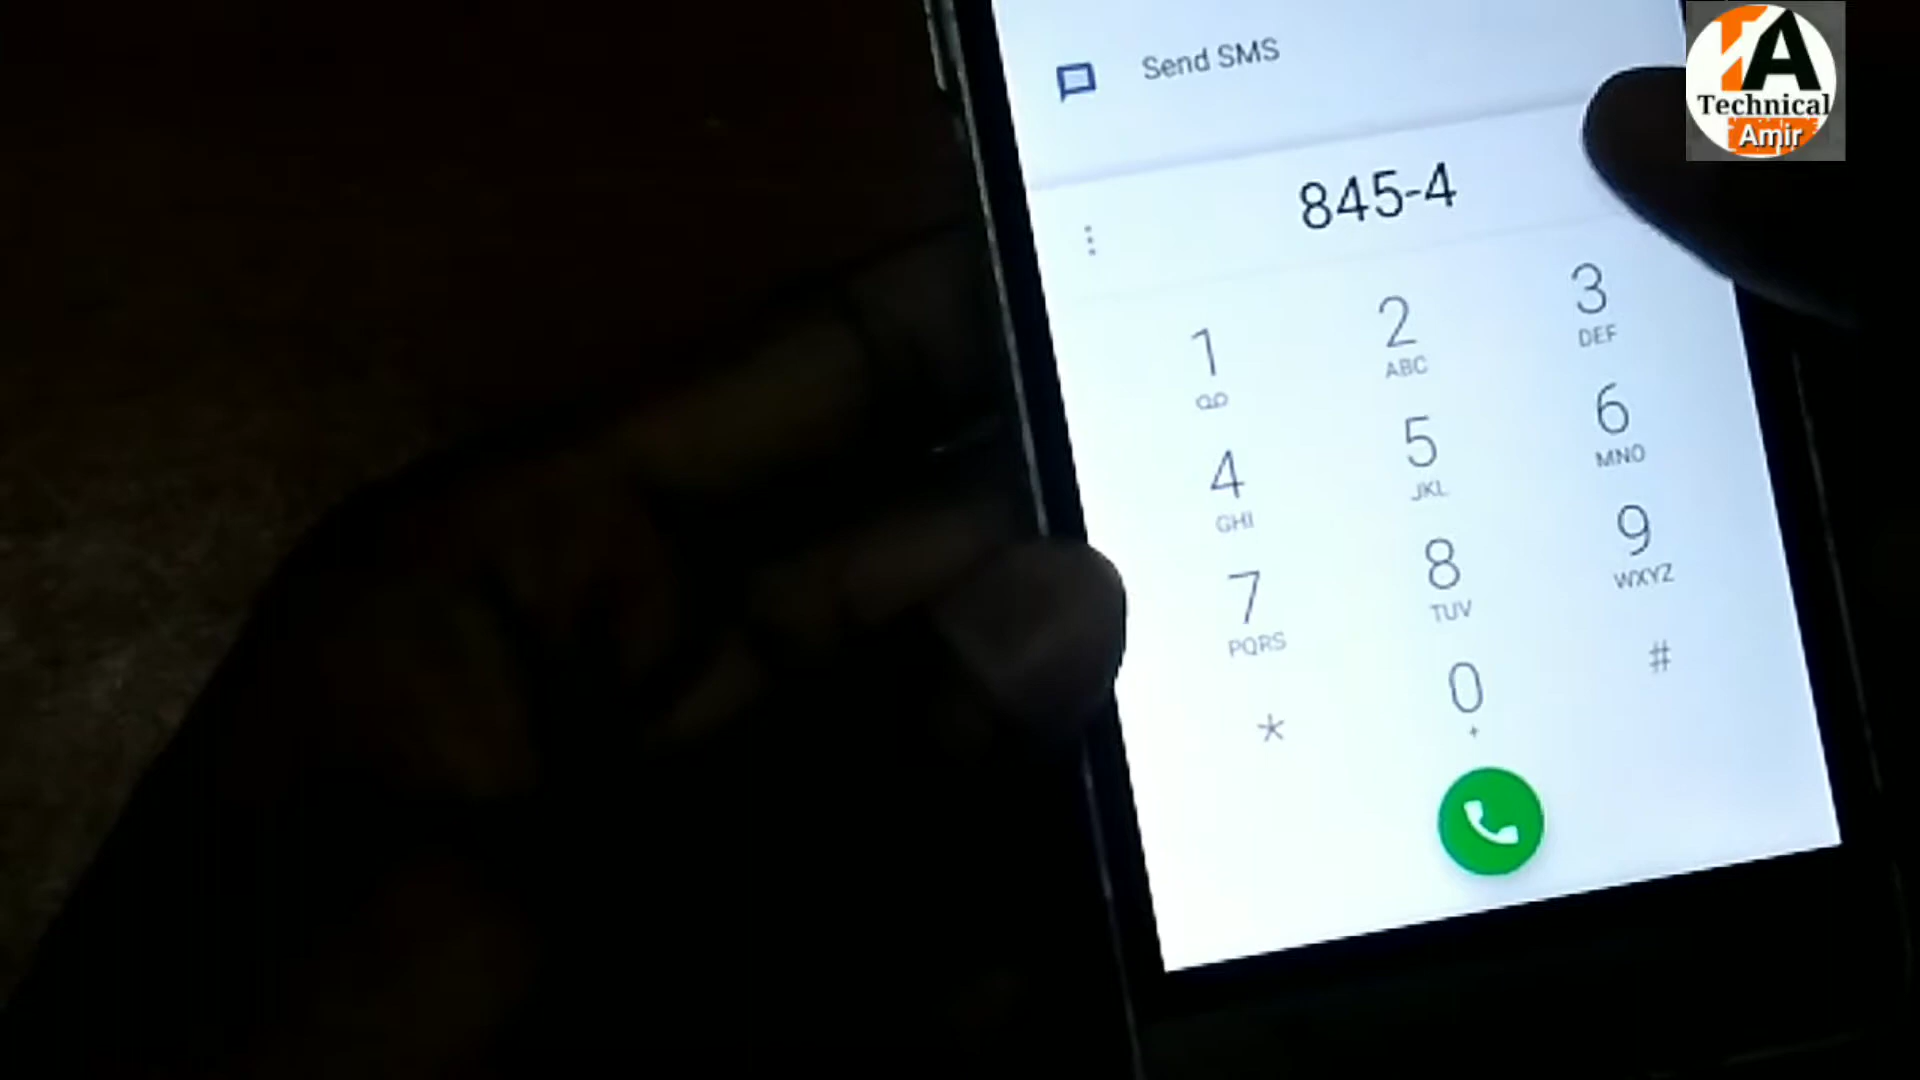 Send SMS
TA
Technical
Amir
845-4
1
2
ABC
3
DEF
4
GHI
5
JKL
6
MNO
7
PQRS
8
TUV
9
WXYZ
*
0
+
#